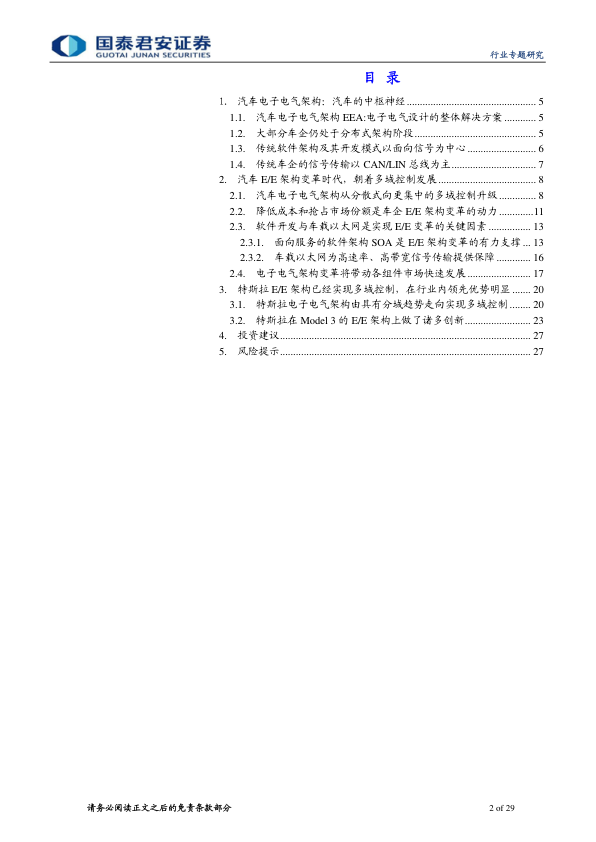 国泰君安证券
GUOTAI JUNAN SECURITIES
行业专题研究
目 录
1. 汽车电子电气架构：汽车的中枢神经 5
1.1. 汽车电子电气架构 EEA:电子电气设计的整体解决方案 5
1.2. 大部分车企仍处于分布式架构阶段 5
1.3. 传统软件架构及其开发模式以面向信号为中心 6
1.4. 传统车企的信号传输以 CAN/LIN 总线为主 7
2. 汽车 E/E 架构变革时代，朝着多域控制发展 8
2.1. 汽车电子电气架构从分散式向更集中的多域控制升级 8
2.2. 降低成本和抢占市场份额是车企 E/E 架构变革的动力 11
2.3. 软件开发与车载以太网是实现 E/E 变革的关键因素 13
2.3.1. 面向服务的软件架构 SOA 是 E/E 架构变革的有力支撑 13
2.3.2. 车载以太网为高速率、高带宽信号传输提供保障 16
2.4. 电子电气架构变革将带动各组件市场快速发展 17
3. 特斯拉 E/E 架构已经实现多域控制，在行业内领先优势明显 20
3.1. 特斯拉电子电气架构由具有分域趋势走向实现多域控制 20
3.2. 特斯拉在 Model 3 的 E/E 架构上做了诸多创新 23
4. 投资建议 27
5. 风险提示 27
请务必阅读正文之后的免责条款部分
2 of 29